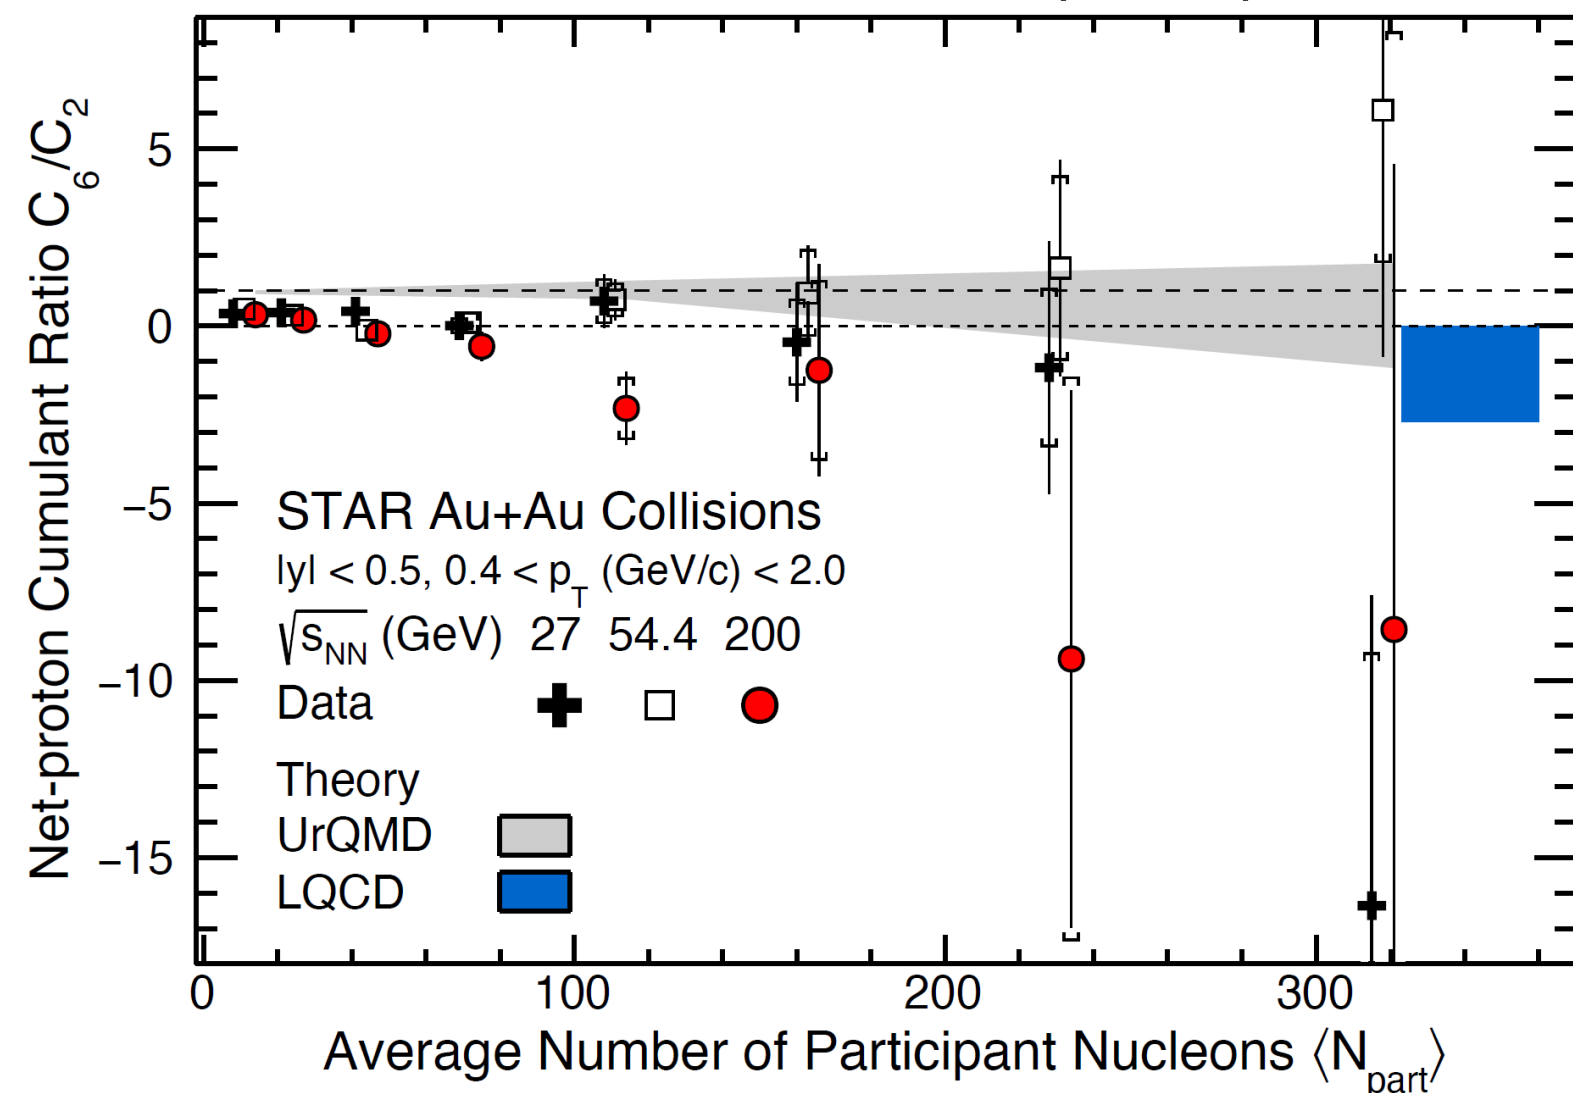 Net-proton Cumulant Ratio C6/C2
5
0
−5
−10
−15
STAR Au+Au Collisions
|y| < 0.5, 0.4 < pT (GeV/c) < 2.0
√sNN (GeV) 27 54.4 200
Data
Theory
UrQMD
LQCD
0 100 200 300
Average Number of Participant Nucleons ⟨Npart⟩